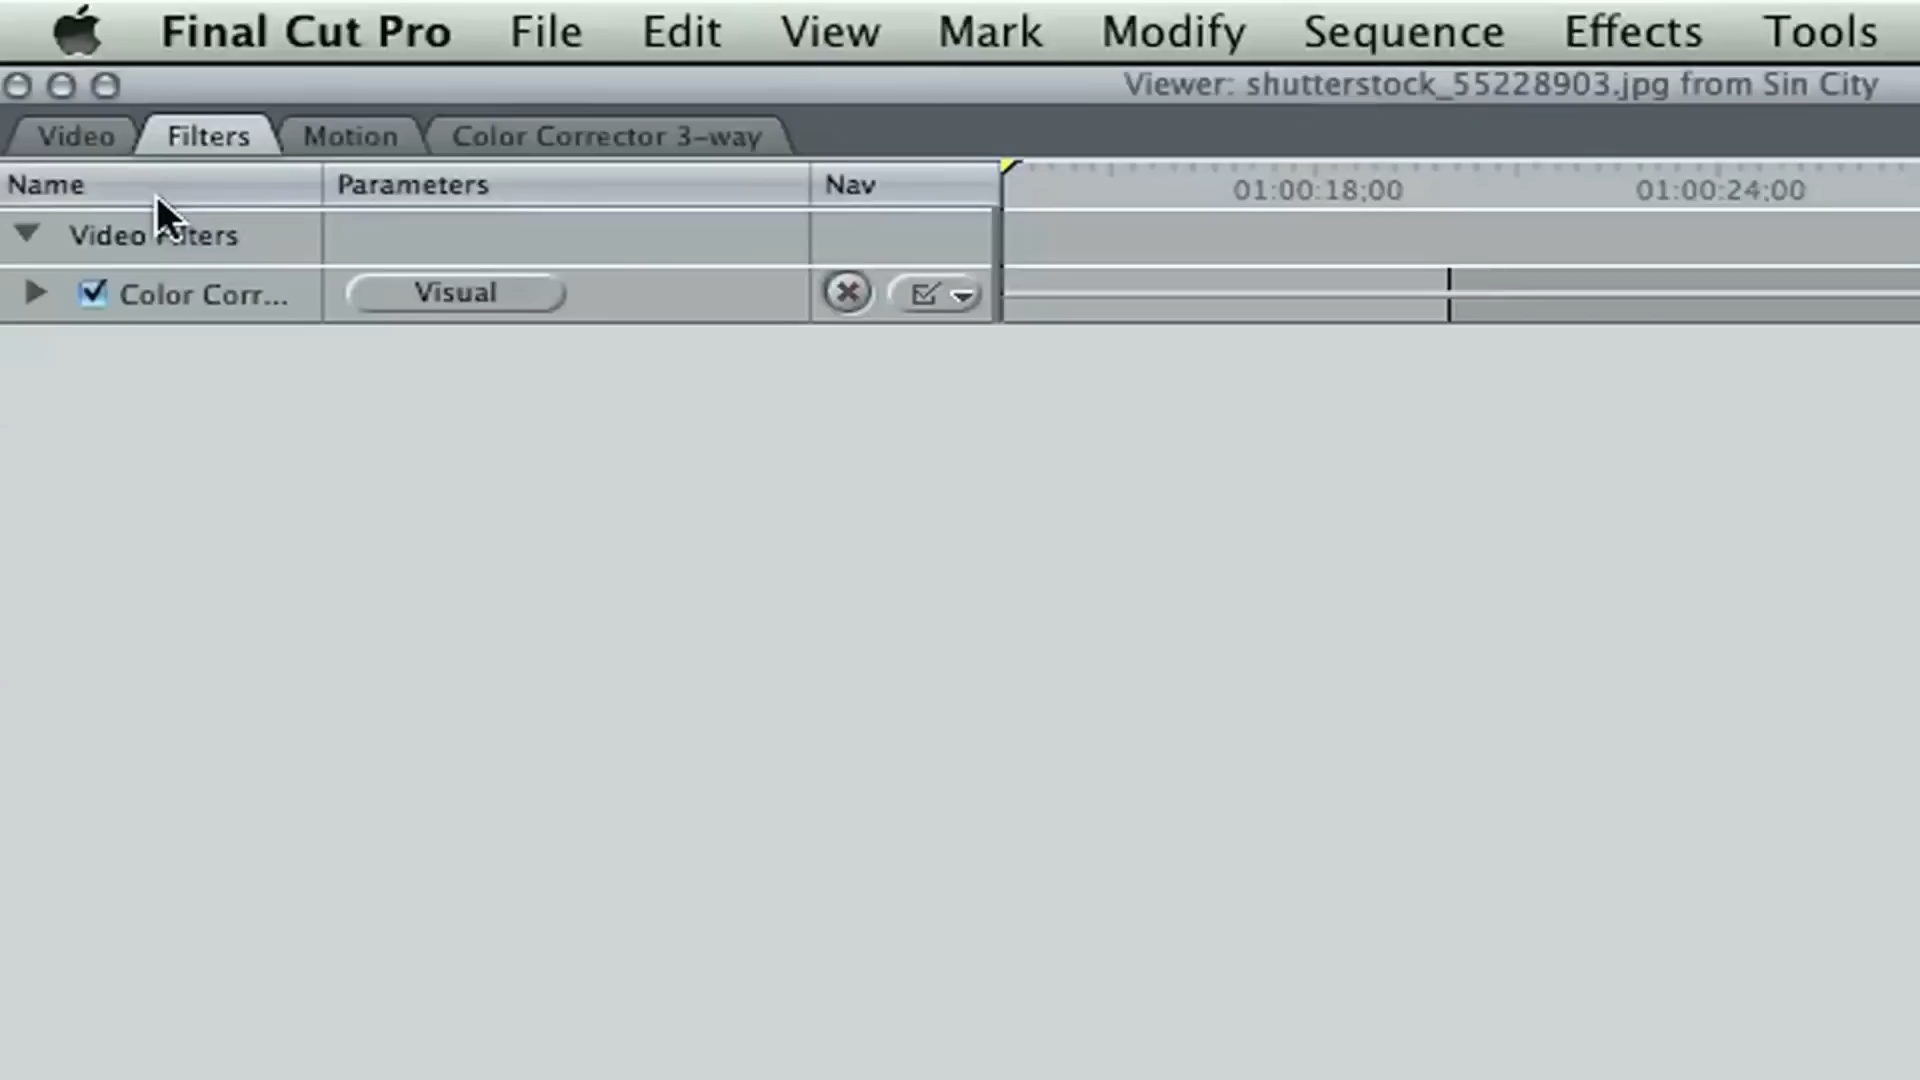 Final Cut Pro File Edit View Mark Modify Sequence Effects Tools
Viewer: shutterstock_55228903.jpg from Sin City
Video Filters Motion Color Corrector 3-way
Name Parameters Nav 01:00:18;00 01:00:24;00
Video Filters
Color Corr... Visual